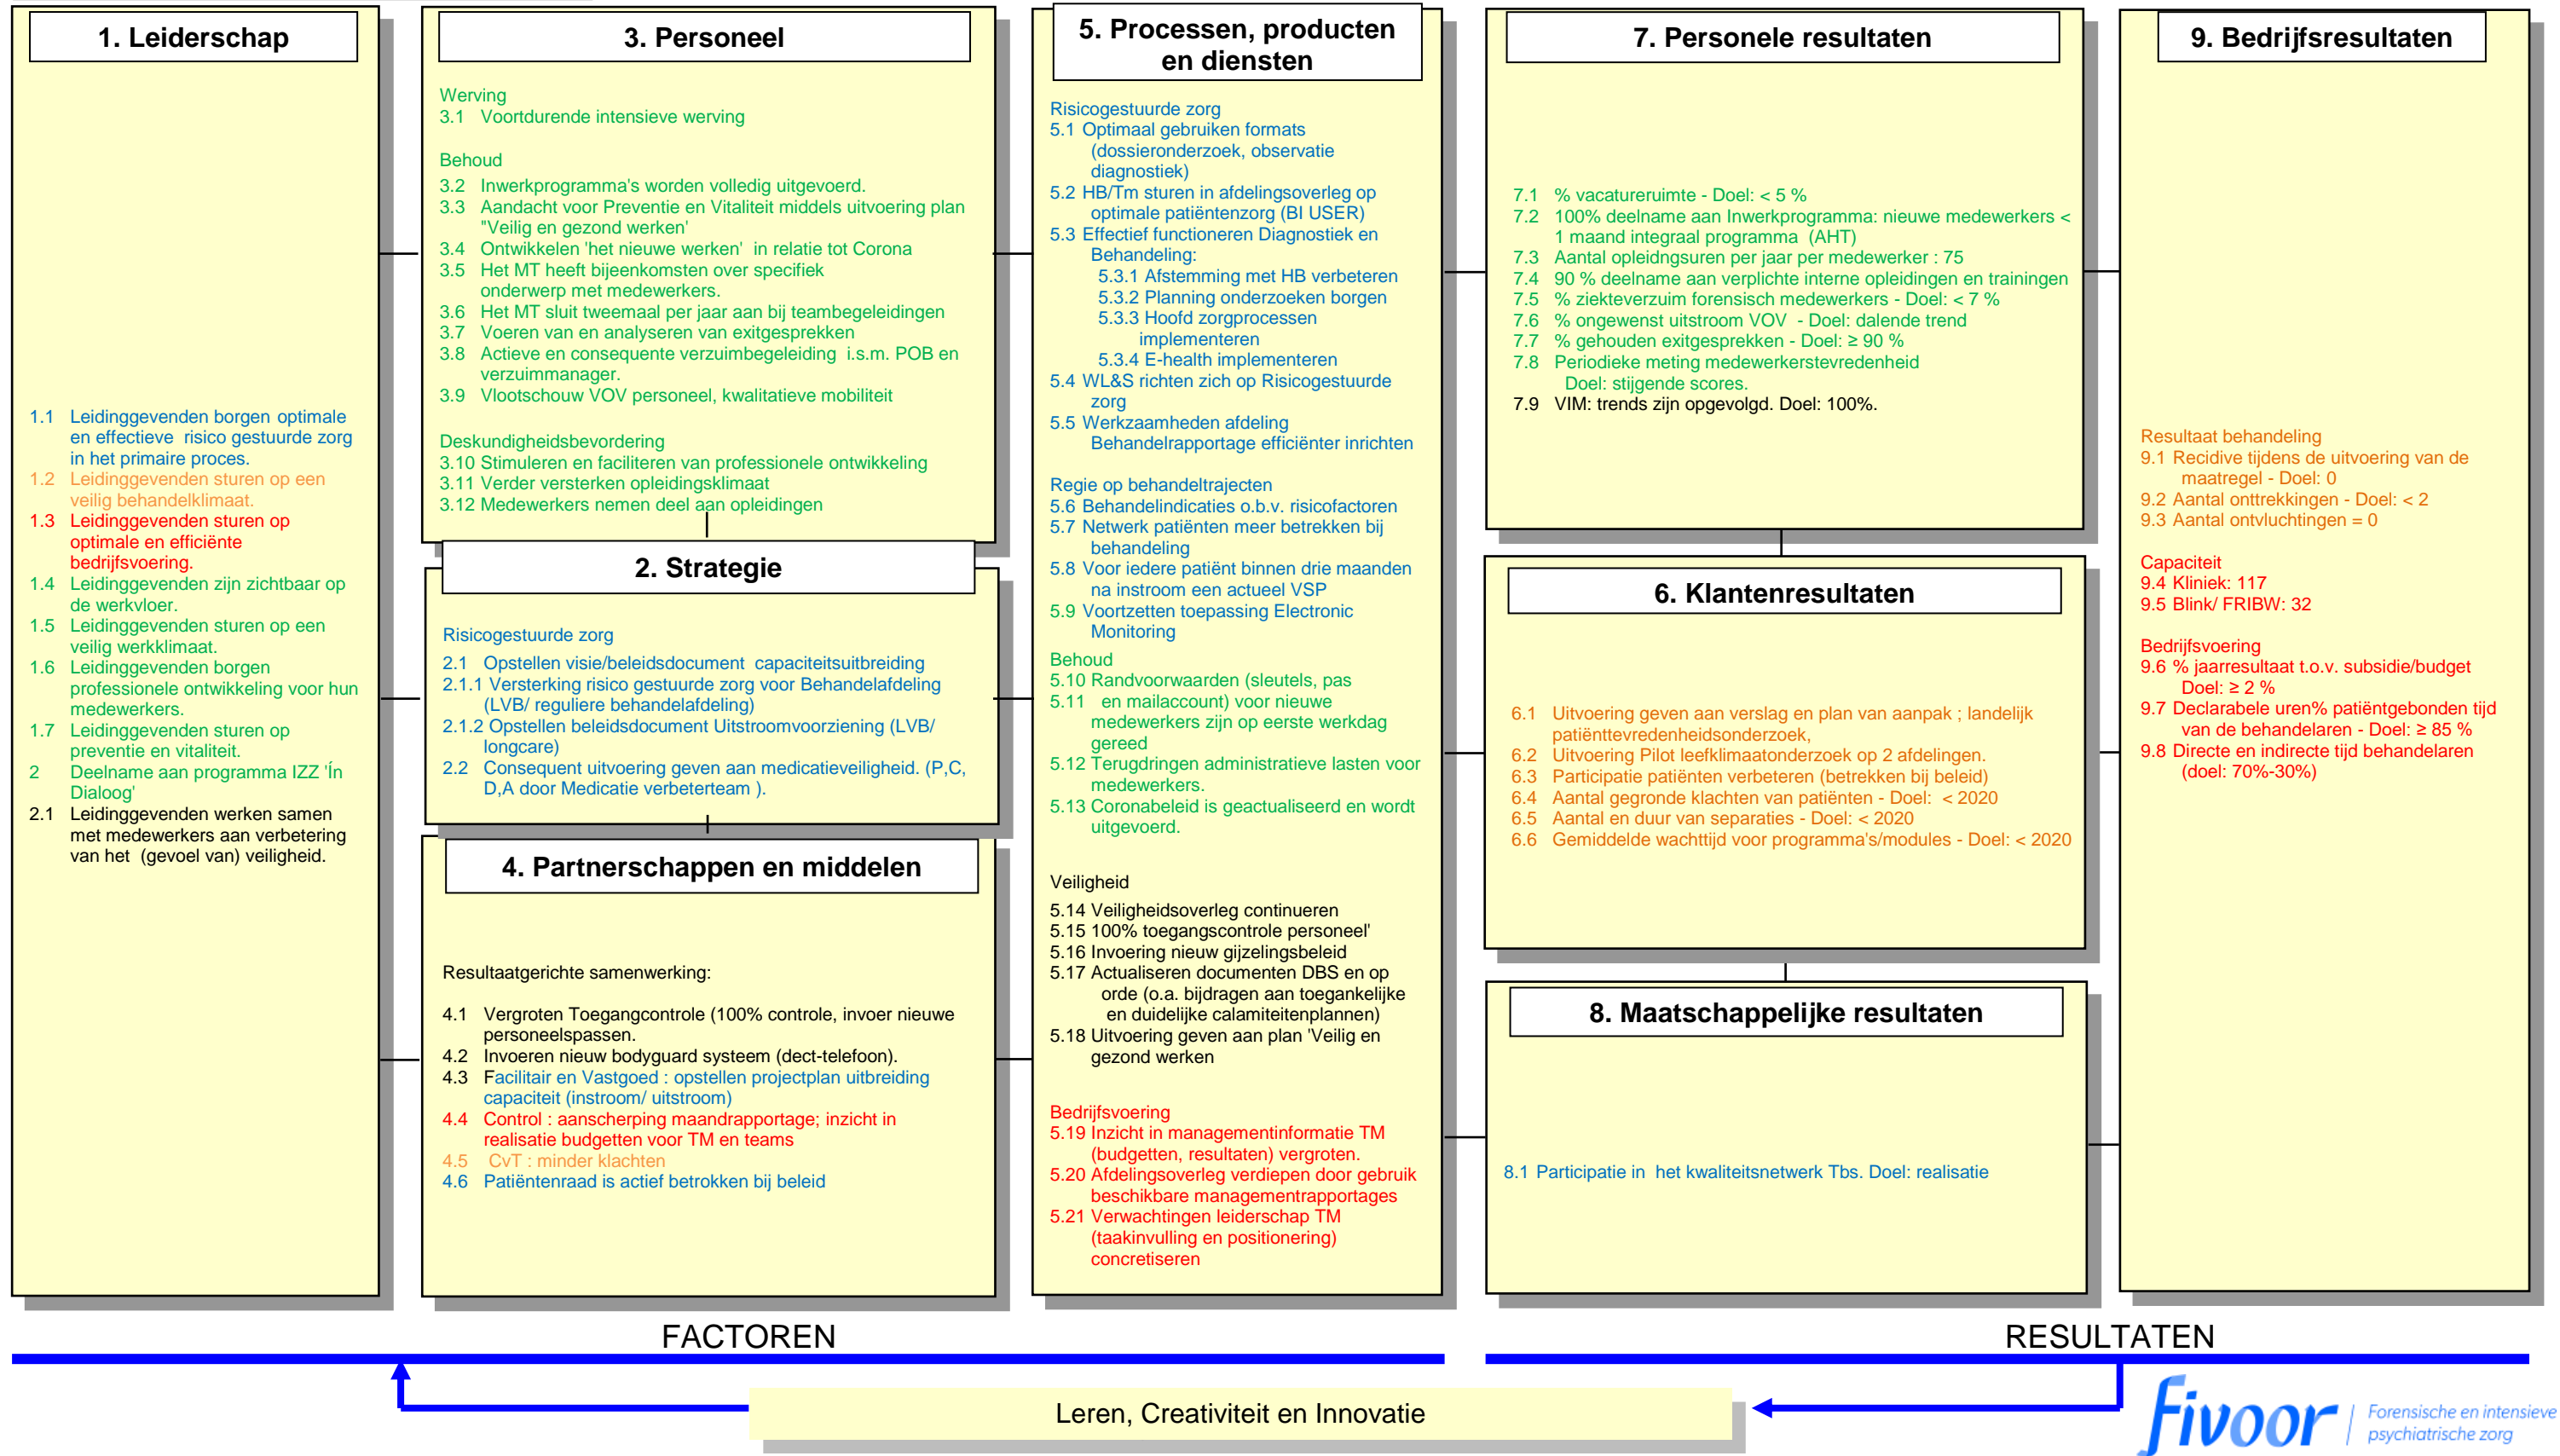 1. Leiderschap
1.1 Leidinggevenden borgen optimale
en effectieve risico gestuurde zorg
in het primaire proces.
1.2 Leidinggevenden sturen op een
veilig behandelklimaat.
1.3 Leidinggevenden sturen op
optimale en efficiënte
bedrijfsvoering.
1.4 Leidinggevenden zijn zichtbaar op
de werkvloer.
1.5 Leidinggevenden sturen op een
veilig werkklimaat.
1.6 Leidinggevenden borgen
professionele ontwikkeling voor hun
medewerkers.
1.7 Leidinggevenden sturen op
preventie en vitaliteit.
2 Deelname aan programma IZZ 'Ín
Dialoog'
2.1 Leidinggevenden werken samen
met medewerkers aan verbetering
van het (gevoel van) veiligheid.
3. Personeel
Werving
3.1 Voortdurende intensieve werving
Behoud
3.2 Inwerkprogramma's worden volledig uitgevoerd.
3.3 Aandacht voor Preventie en Vitaliteit middels uitvoering plan
"Veilig en gezond werken'
3.4 Ontwikkelen 'het nieuwe werken' in relatie tot Corona
3.5 Het MT heeft bijeenkomsten over specifiek
onderwerp met medewerkers.
3.6 Het MT sluit tweemaal per jaar aan bij teambegeleidingen
3.7 Voeren van en analyseren van exitgesprekken
3.8 Actieve en consequente verzuimbegeleiding i.s.m. POB en
verzuimmanager.
3.9 Vlootschouw VOV personeel, kwalitatieve mobiliteit
Deskundigheidsbevordering
3.10 Stimuleren en faciliteren van professionele ontwikkeling
3.11 Verder versterken opleidingsklimaat
3.12 Medewerkers nemen deel aan opleidingen
2. Strategie
Risicogestuurde zorg
2.1 Opstellen visie/beleidsdocument capaciteitsuitbreiding
2.1.1 Versterking risico gestuurde zorg voor Behandelafdeling
(LVB/ reguliere behandelafdeling)
2.1.2 Opstellen beleidsdocument Uitstroomvoorziening (LVB/
longcare)
2.2 Consequent uitvoering geven aan medicatieveiligheid. (P,C,
D,A door Medicatie verbeterteam ).
4. Partnerschappen en middelen
Resultaatgerichte samenwerking:
4.1 Vergroten Toegangcontrole (100% controle, invoer nieuwe
personeelspassen.
4.2 Invoeren nieuw bodyguard systeem (dect-telefoon).
4.3 Facilitair en Vastgoed : opstellen projectplan uitbreiding
capaciteit (instroom/ uitstroom)
4.4 Control : aanscherping maandrapportage; inzicht in
realisatie budgetten voor TM en teams
4.5 CvT : minder klachten
4.6 Patiëntenraad is actief betrokken bij beleid
5. Processen, producten
en diensten
Risicogestuurde zorg
5.1 Optimaal gebruiken formats
(dossieronderzoek, observatie
diagnostiek)
5.2 HB/Tm sturen in afdelingsoverleg op
optimale patiëntenzorg (BI USER)
5.3 Effectief functioneren Diagnostiek en
Behandeling:
5.3.1 Afstemming met HB verbeteren
5.3.2 Planning onderzoeken borgen
5.3.3 Hoofd zorgprocessen
implementeren
5.3.4 E-health implementeren
5.4 WL&S richten zich op Risicogestuurde
zorg
5.5 Werkzaamheden afdeling
Behandelrapportage efficiënter inrichten
Regie op behandeltrajecten
5.6 Behandelindicaties o.b.v. risicofactoren
5.7 Netwerk patiënten meer betrekken bij
behandeling
5.8 Voor iedere patiënt binnen drie maanden
na instroom een actueel VSP
5.9 Voortzetten toepassing Electronic
Monitoring
Behoud
5.10 Randvoorwaarden (sleutels, pas
5.11 en mailaccount) voor nieuwe
medewerkers zijn op eerste werkdag
gereed
5.12 Terugdringen administratieve lasten voor
medewerkers.
5.13 Coronabeleid is geactualiseerd en wordt
uitgevoerd.
Veiligheid
5.14 Veiligheidsoverleg continueren
5.15 100% toegangscontrole personeel'
5.16 Invoering nieuw gijzelingsbeleid
5.17 Actualiseren documenten DBS en op
orde (o.a. bijdragen aan toegankelijke
en duidelijke calamiteitenplannen)
5.18 Uitvoering geven aan plan 'Veilig en
gezond werken
Bedrijfsvoering
5.19 Inzicht in managementinformatie TM
(budgetten, resultaten) vergroten.
5.20 Afdelingsoverleg verdiepen door gebruik
beschikbare managementrapportages
5.21 Verwachtingen leiderschap TM
(taakinvulling en positionering)
concretiseren
7. Personele resultaten
7.1 % vacatureruimte - Doel: < 5 %
7.2 100% deelname aan Inwerkprogramma: nieuwe medewerkers <
1 maand integraal programma (AHT)
7.3 Aantal opleidngsuren per jaar per medewerker : 75
7.4 90 % deelname aan verplichte interne opleidingen en trainingen
7.5 % ziekteverzuim forensisch medewerkers - Doel: < 7 %
7.6 % ongewenst uitstroom VOV - Doel: dalende trend
7.7 % gehouden exitgesprekken - Doel: ≥ 90 %
7.8 Periodieke meting medewerkerstevredenheid
Doel: stijgende scores.
7.9 VIM: trends zijn opgevolgd. Doel: 100%.
6. Klantenresultaten
6.1 Uitvoering geven aan verslag en plan van aanpak ; landelijk
patiënttevredenheidsonderzoek,
6.2 Uitvoering Pilot leefklimaatonderzoek op 2 afdelingen.
6.3 Participatie patiënten verbeteren (betrekken bij beleid)
6.4 Aantal gegronde klachten van patiënten - Doel: < 2020
6.5 Aantal en duur van separaties - Doel: < 2020
6.6 Gemiddelde wachttijd voor programma's/modules - Doel: < 2020
8. Maatschappelijke resultaten
8.1 Participatie in het kwaliteitsnetwerk Tbs. Doel: realisatie
9. Bedrijfsresultaten
Resultaat behandeling
9.1 Recidive tijdens de uitvoering van de
maatregel - Doel: 0
9.2 Aantal onttrekkingen - Doel: < 2
9.3 Aantal ontvluchtingen = 0
Capaciteit
9.4 Kliniek: 117
9.5 Blink/ FRIBW: 32
Bedrijfsvoering
9.6 % jaarresultaat t.o.v. subsidie/budget
Doel: ≥ 2 %
9.7 Declarabele uren% patiëntgebonden tijd
van de behandelaren - Doel: ≥ 85 %
9.8 Directe en indirecte tijd behandelaren
(doel: 70%-30%)
FACTOREN
RESULTATEN
Leren, Creativiteit en Innovatie
fivoor
Forensische en intensieve
psychiatrische zorg